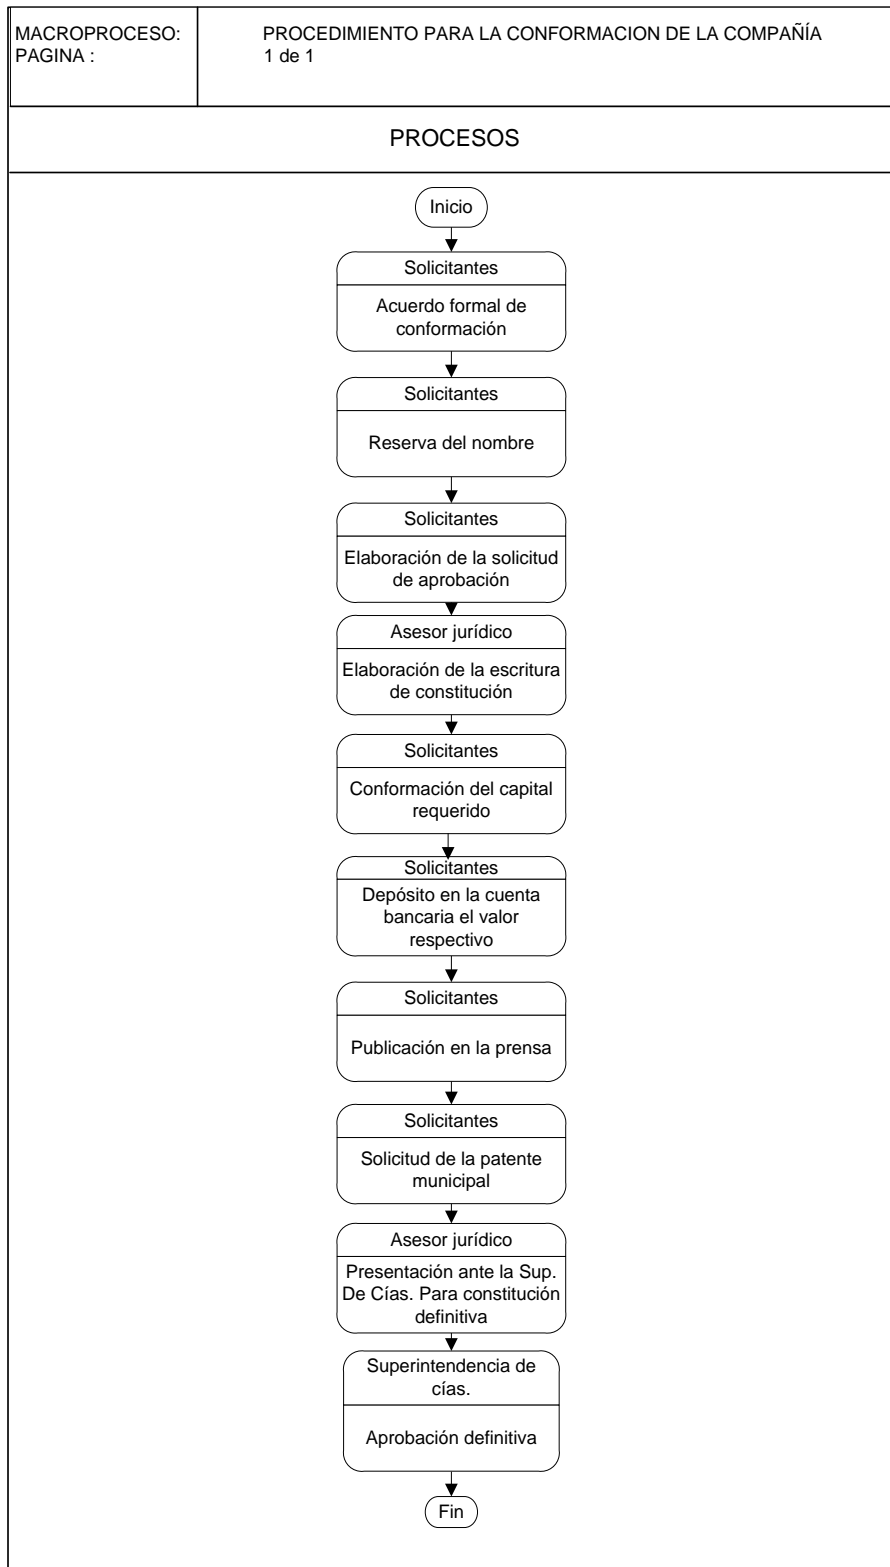 MACROPROCESO: PROCEDIMIENTO PARA LA CONFORMACION DE LA COMPAÑÍA
PAGINA : 1 de 1
PROCESOS
Inicio
Solicitantes
Acuerdo formal de
conformación
Solicitantes
Reserva del nombre
Solicitantes
Elaboración de la solicitud
de aprobación
Asesor jurídico
Elaboración de la escritura
de constitución
Solicitantes
Conformación del capital
requerido
Solicitantes
Depósito en la cuenta
bancaria el valor
respectivo
Solicitantes
Publicación en la prensa
Solicitantes
Solicitud de la patente
municipal
Asesor jurídico
Presentación ante la Sup.
De Cías. Para constitución
definitiva
Superintendencia de
cías.
Aprobación definitiva
Fin